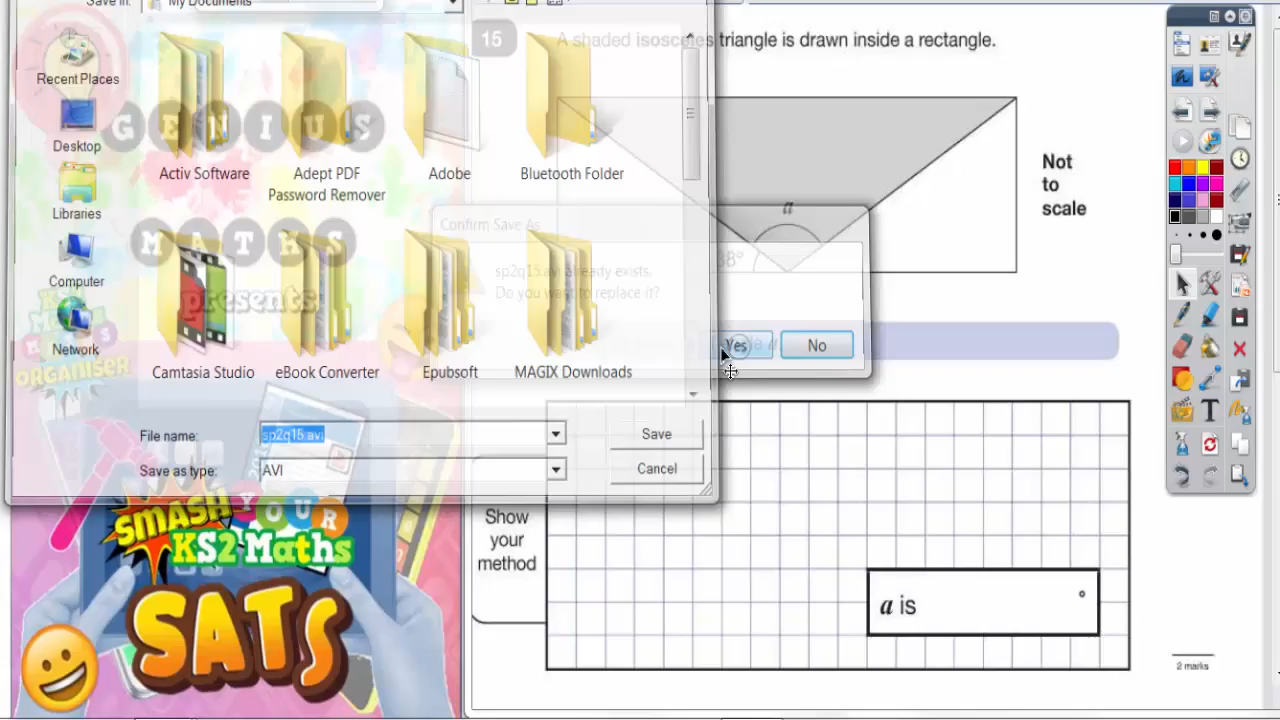 Save in:
My Documents
Recent Places
Desktop
Libraries
Computer
Network
GENIUS
MATHS
presents:
Activ Software
Adept PDF
Password Remover
Adobe
Bluetooth Folder
Camtasia Studio
eBook Converter
Epubsoft
MAGIX Downloads
File name:
sp2q15.avi
Save
Save as type:
AVI
Cancel
Confirm Save As
sp2q15.avi already exists.
Do you want to replace it?
Yes
No
ORGANISER
SMASH YOUR
KS2 Maths
SATS
15
A shaded isosceles triangle is drawn inside a rectangle.
a
38°
Not
to
scale
Show
your
method
a is °
2 marks